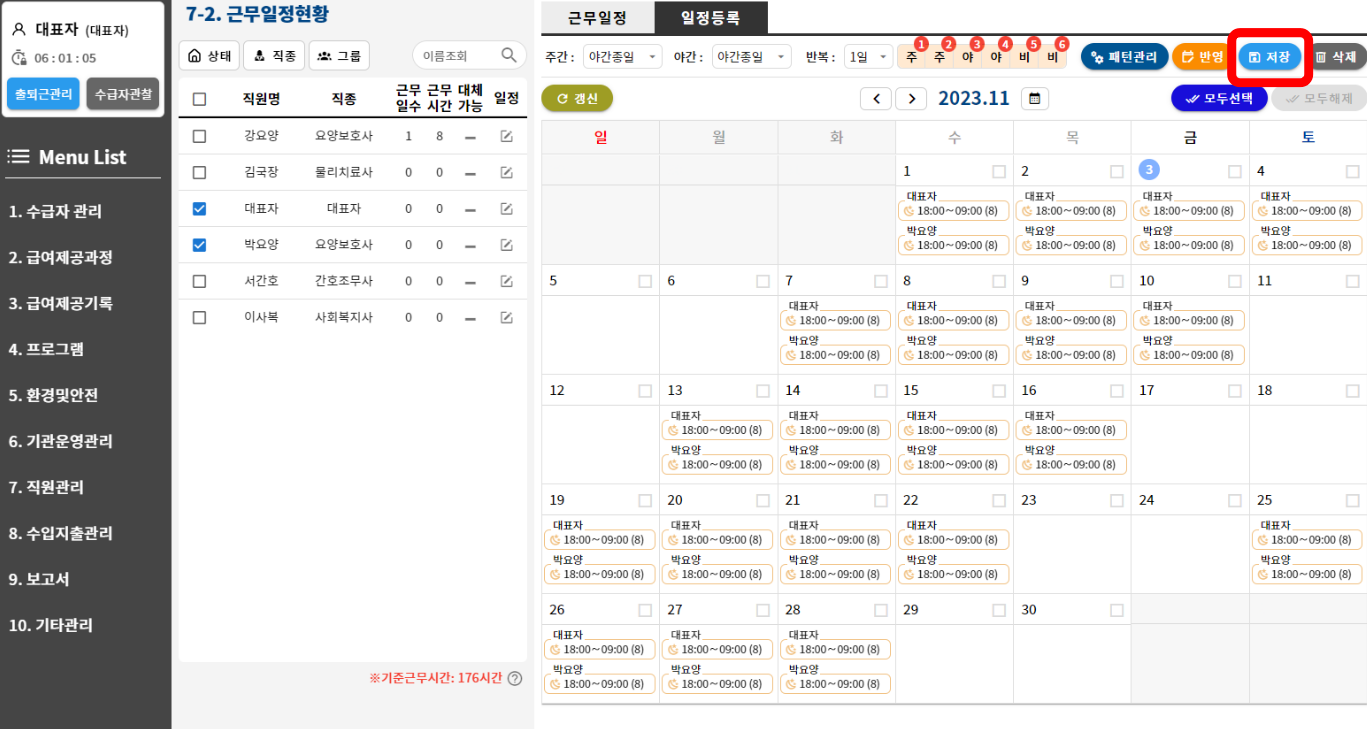 대표자 (대표자)
06 : 01 : 05
출퇴근관리 수급자관찰
Menu List
1. 수급자 관리
2. 급여제공과정
3. 급여제공기록
4. 프로그램
5. 환경및안전
6. 기관운영관리
7. 직원관리
8. 수입지출관리
9. 보고서
10. 기타관리
7-2. 근무일정현황
상태 직종 그룹 이름조회
직원명 직종 근무일수 근무시간 대체가능 일정
강요양 요양보호사 1 8 –
김국장 물리치료사 0 0 –
대표자 대표자 0 0 –
박요양 요양보호사 0 0 –
서간호 간호조무사 0 0 –
이사복 사회복지사 0 0 –
※기준근무시간: 176시간 ?
근무일정 일정등록
주간 : 야간종일 야간 : 야간종일 반복 : 1일
1 2 3 4 5 6
주 주 야 야 비 비
패턴관리 반영 저장 삭제
갱신 < > 2023.11 모두선택 모두해제
일 월 화 수 목 금 토
1 2 3 4
대표자 대표자 대표자 대표자
18:00~09:00 (8) 18:00~09:00 (8) 18:00~09:00 (8) 18:00~09:00 (8)
박요양 박요양 박요양 박요양
18:00~09:00 (8) 18:00~09:00 (8) 18:00~09:00 (8) 18:00~09:00 (8)
5 6 7 8 9 10 11
대표자 대표자 대표자 대표자
18:00~09:00 (8) 18:00~09:00 (8) 18:00~09:00 (8) 18:00~09:00 (8)
박요양 박요양 박요양 박요양
18:00~09:00 (8) 18:00~09:00 (8) 18:00~09:00 (8) 18:00~09:00 (8)
12 13 14 15 16 17 18
대표자 대표자 대표자 대표자
18:00~09:00 (8) 18:00~09:00 (8) 18:00~09:00 (8) 18:00~09:00 (8)
박요양 박요양 박요양 박요양
18:00~09:00 (8) 18:00~09:00 (8) 18:00~09:00 (8) 18:00~09:00 (8)
19 20 21 22 23 24 25
대표자 대표자 대표자 대표자 대표자
18:00~09:00 (8) 18:00~09:00 (8) 18:00~09:00 (8) 18:00~09:00 (8) 18:00~09:00 (8)
박요양 박요양 박요양 박요양 박요양
18:00~09:00 (8) 18:00~09:00 (8) 18:00~09:00 (8) 18:00~09:00 (8) 18:00~09:00 (8)
26 27 28 29 30
대표자 대표자 대표자
18:00~09:00 (8) 18:00~09:00 (8) 18:00~09:00 (8)
박요양 박요양 박요양
18:00~09:00 (8) 18:00~09:00 (8) 18:00~09:00 (8)